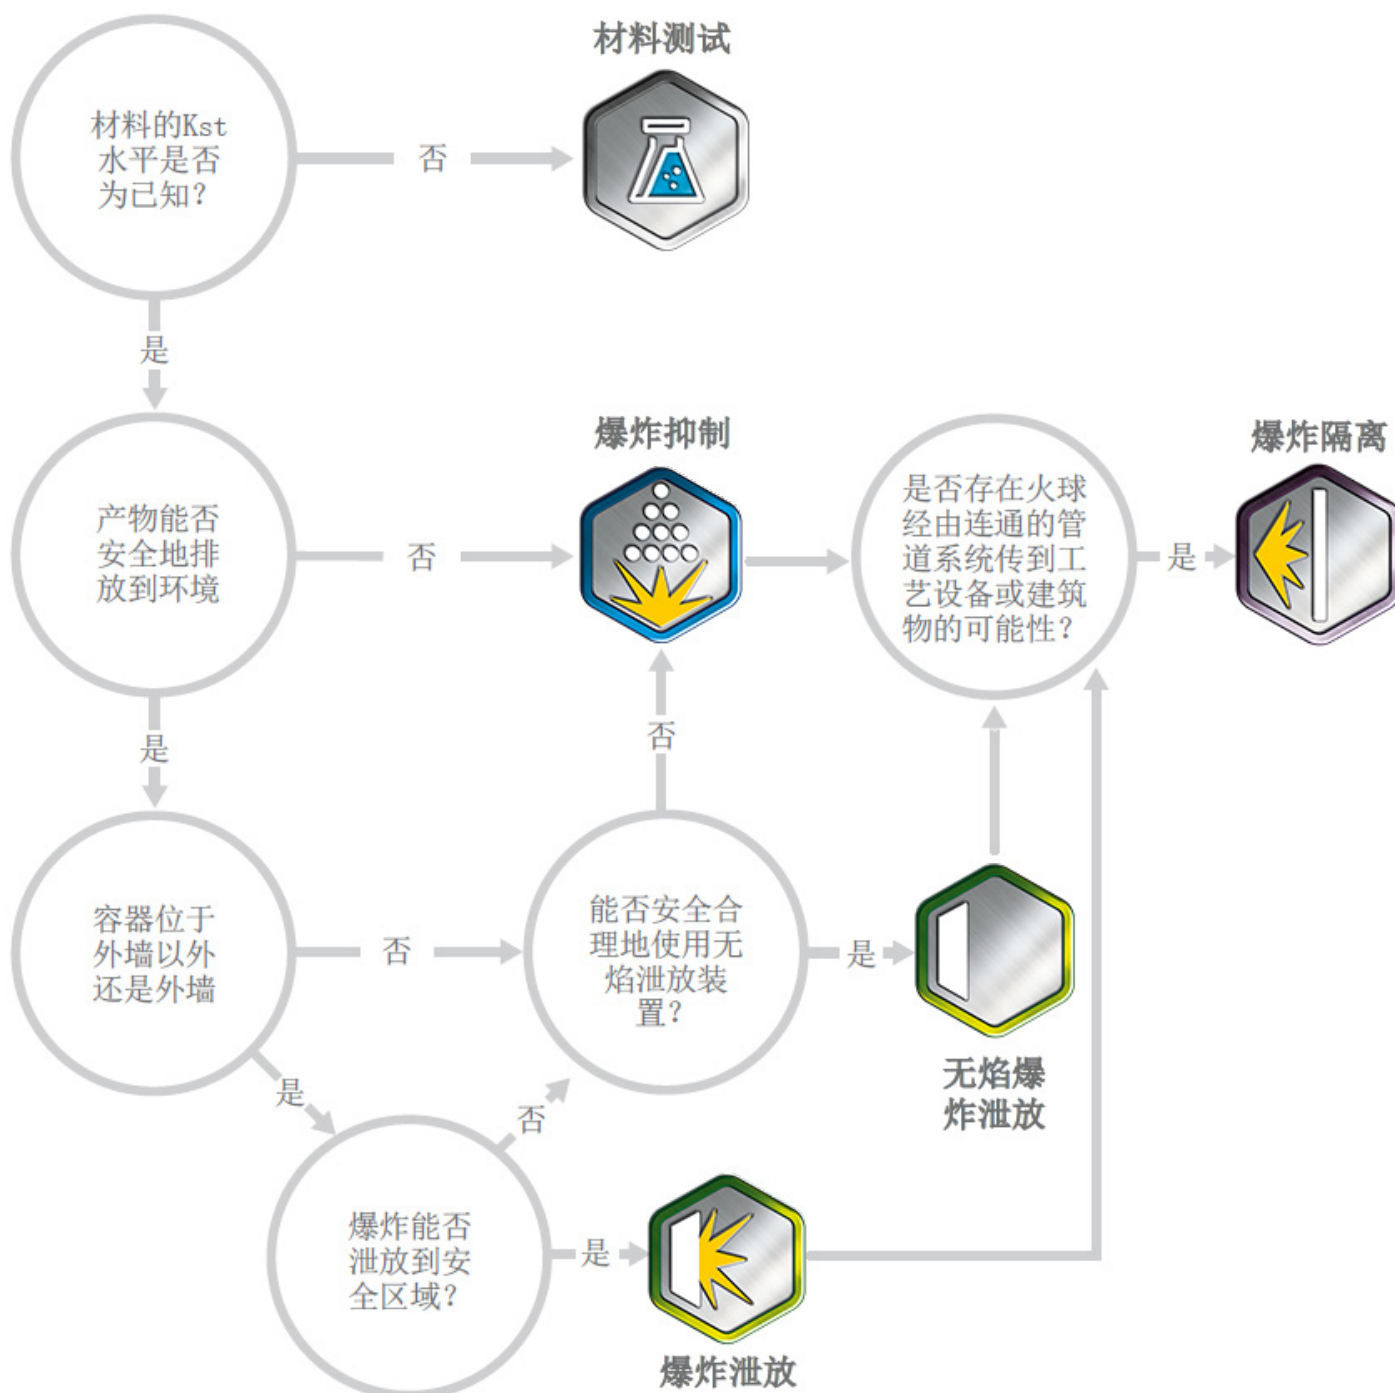 材料测试
材料的Kst
水平是否
为已知？
否
是
爆炸抑制
爆炸隔离
产物能否
安全地排
放到环境
否
是否存在火球
经由连通的管
道系统传到工
艺设备或建筑
物的可能性？
是
是
否
容器位于
外墙以外
还是外墙
否
能否安全合
理地使用无
焰泄放装
置？
是
无焰爆
炸泄放
是
否
爆炸能否
泄放到安
全区域？
是
爆炸泄放